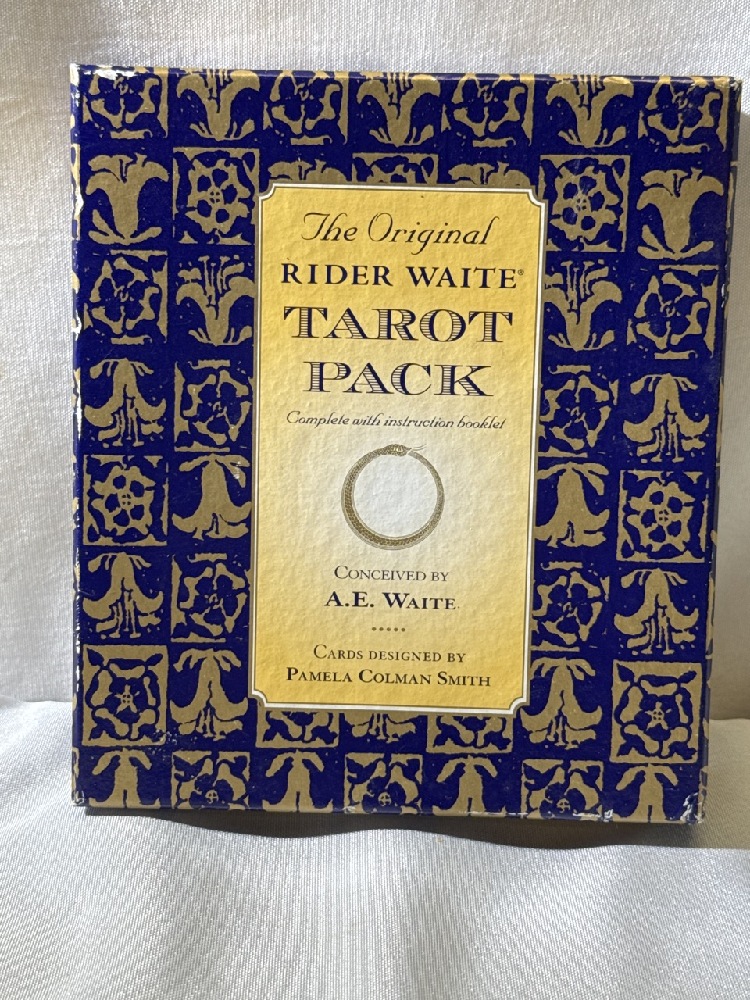 The Original
RIDER WAITE®
TAROT
PACK
Complete with instruction booklet
CONCEIVED BY
A.E. WAITE
CARDS DESIGNED BY
PAMELA COLMAN SMITH